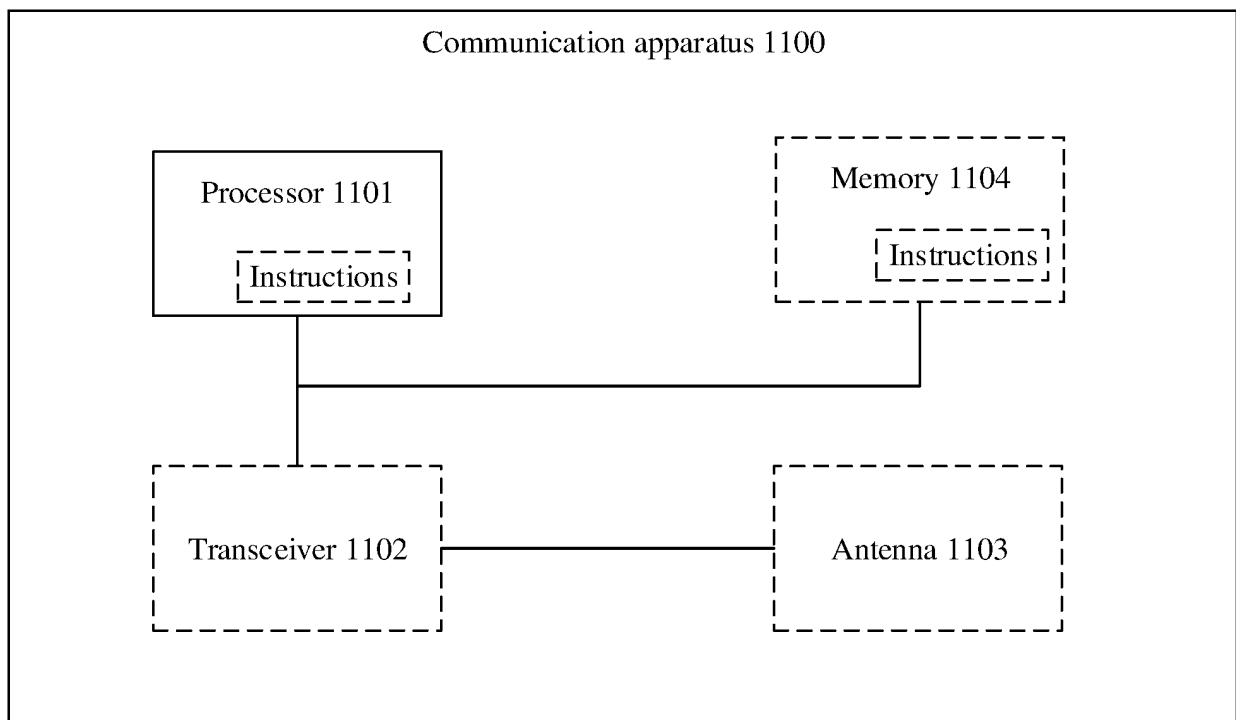 Communication apparatus 1100
Processor 1101
Instructions
Memory 1104
Instructions
Transceiver 1102
Antenna 1103